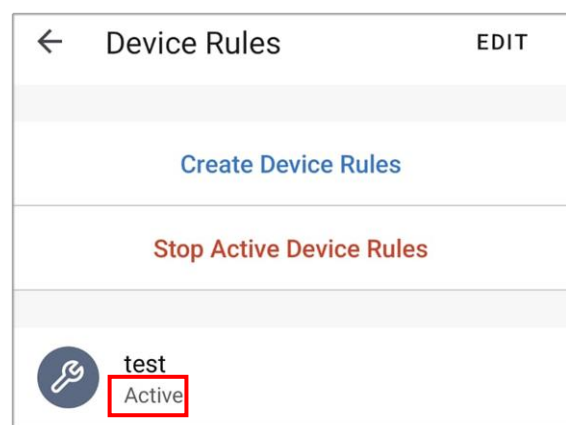 Device Rules EDIT
Create Device Rules
Stop Active Device Rules
test
Active